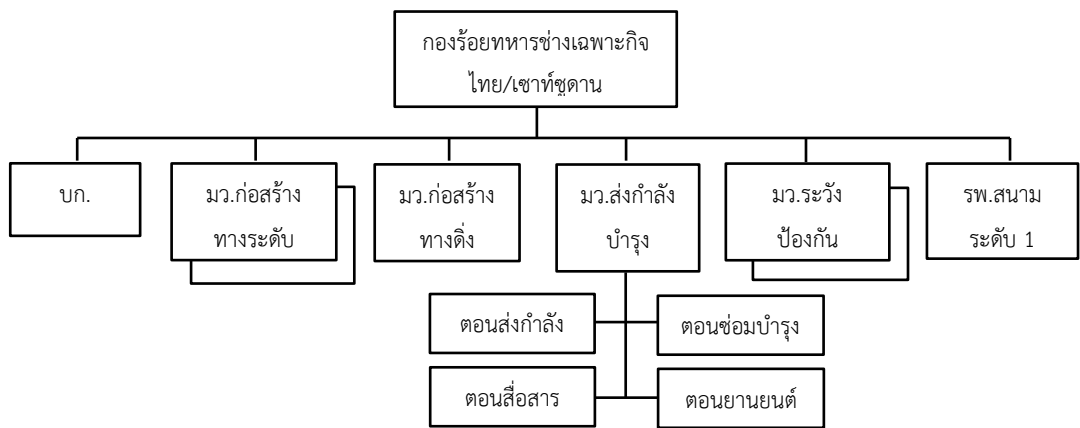 กองร้อยทหารช่างเฉพาะกิจ
ไทย/เซาท์ซูดาน
บก.
มว.ก่อสร้าง
ทางระดับ
มว.ก่อสร้าง
ทางดิ่ง
มว.ส่งกำลัง
บำรุง
มว.ระวัง
ป้องกัน
รพ.สนาม
ระดับ 1
ตอนส่งกำลัง
ตอนซ่อมบำรุง
ตอนสื่อสาร
ตอนยานยนต์